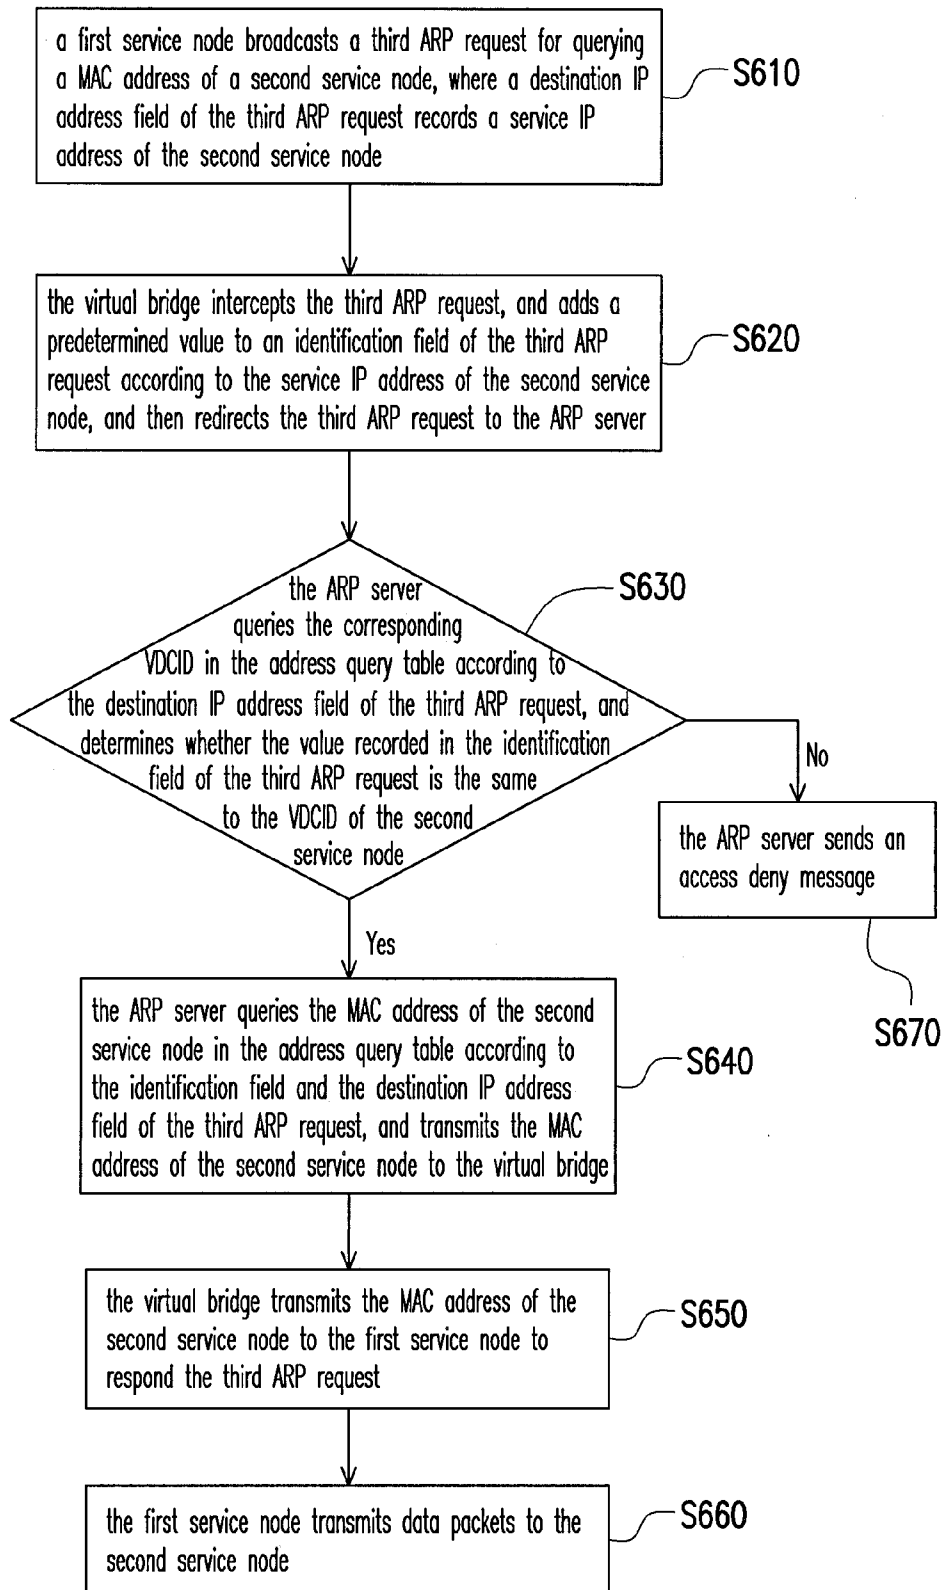 a first service node broadcasts a third ARP request for querying
a MAC address of a second service node, where a destination IP
address field of the third ARP request records a service IP
address of the second service node
S610
the virtual bridge intercepts the third ARP request, and adds a
predetermined value to an identification field of the third ARP
request according to the service IP address of the second service
node, and then redirects the third ARP request to the ARP server
S620
the ARP server
queries the corresponding
VDCID in the address query table according to
the destination IP address field of the third ARP request, and
determines whether the value recorded in the identification
field of the third ARP request is the same
to the VDCID of the second
service node
S630
No
the ARP server sends an
access deny message
S670
Yes
the ARP server queries the MAC address of the second
service node in the address query table according to
the identification field and the destination IP address
field of the third ARP request, and transmits the MAC
address of the second service node to the virtual bridge
S640
the virtual bridge transmits the MAC address of the
second service node to the first service node to
respond the third ARP request
S650
the first service node transmits data packets to the
second service node
S660